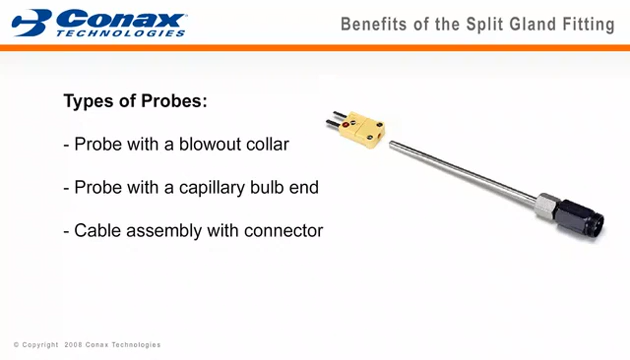 Conax
TECHNOLOGIES
Benefits of the Split Gland Fitting
Types of Probes:
- Probe with a blowout collar
- Probe with a capillary bulb end
- Cable assembly with connector
© Copyright 2008 Conax Technologies